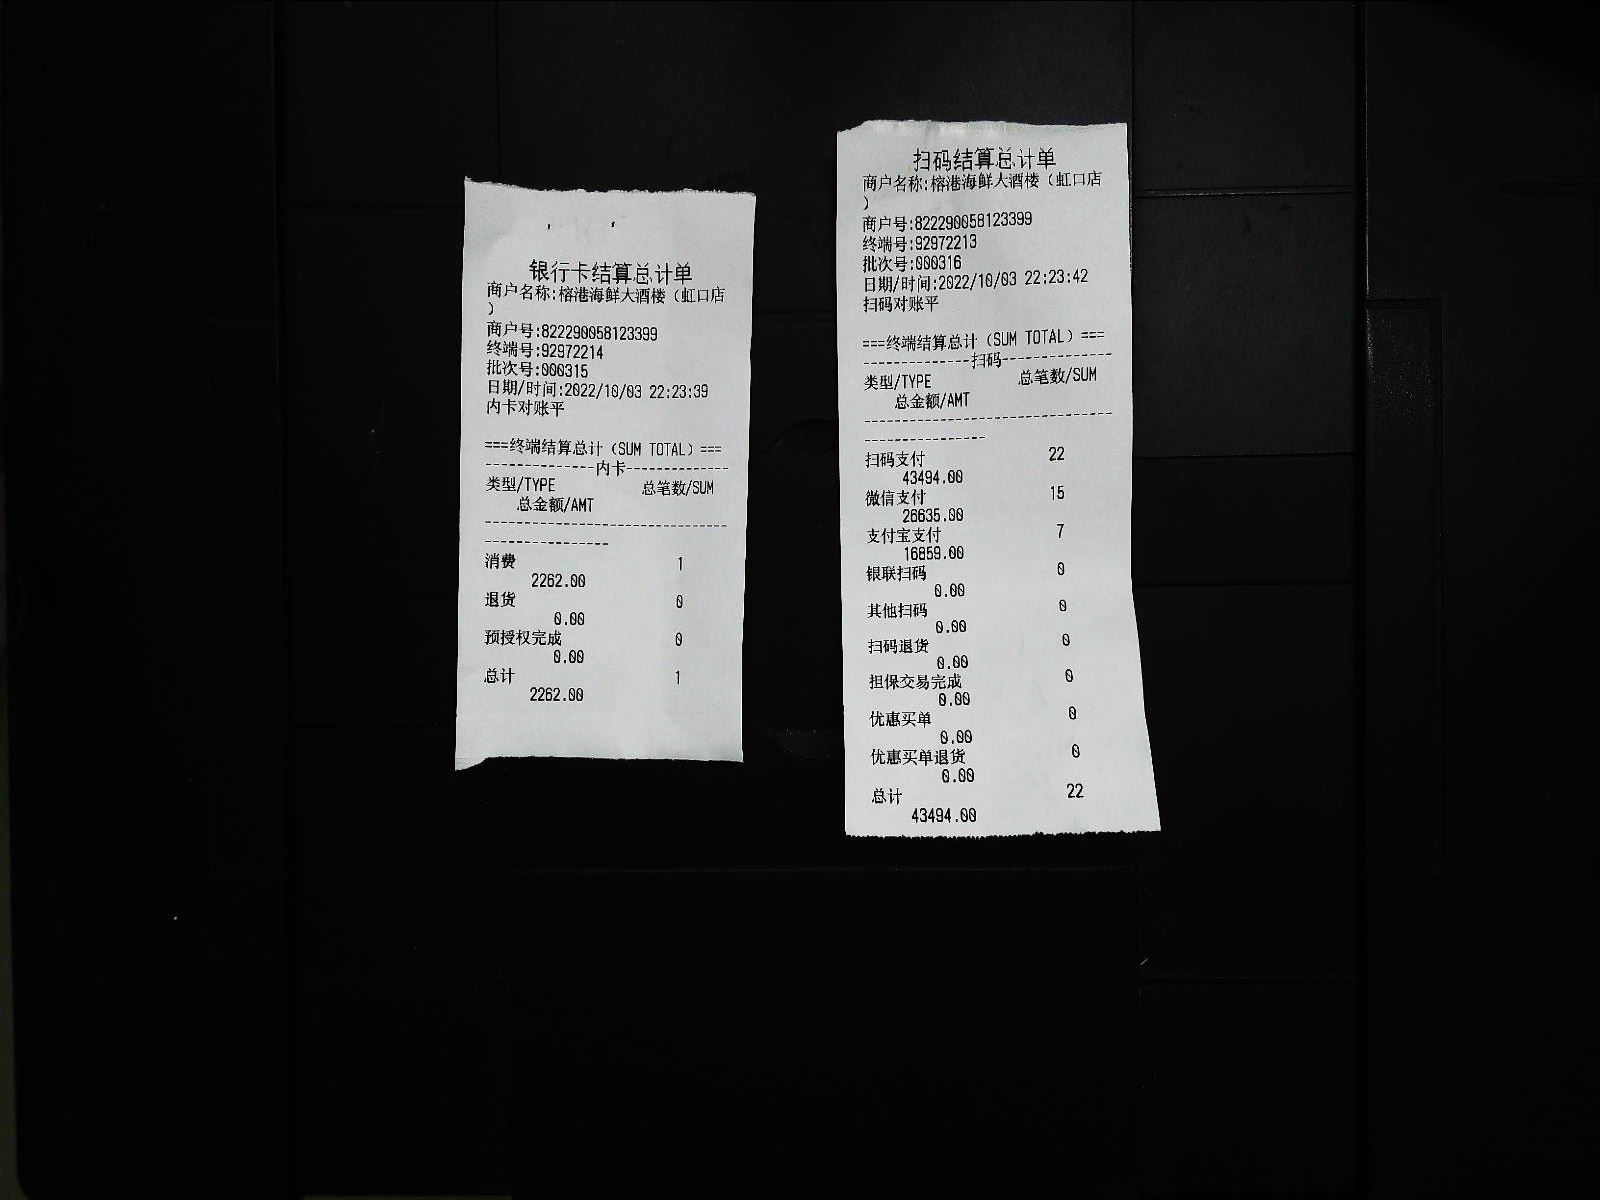 银行卡结算总计单
商户名称:榕港海鲜大酒楼（虹口店
）
商户号:822290058123399
终端号:92972214
批次号:000315
日期/时间:2022/10/03 22:23:39
内卡对账平
===终端结算总计（SUM TOTAL）===
--------------内卡-------------
类型/TYPE 总笔数/SUM
总金额/AMT
-------------------------------
----------------
消费 1
2262.00
退货 0
0.00
预授权完成 0
0.00
总计 1
2262.00
扫码结算总计单
商户名称:榕港海鲜大酒楼（虹口店
）
商户号:822290058123399
终端号:92972213
批次号:000316
日期/时间:2022/10/03 22:23:42
扫码对账平
===终端结算总计（SUM TOTAL）===
--------------扫码--------------
类型/TYPE 总笔数/SUM
总金额/AMT
--------------------------------
----------------
扫码支付 22
43494.00
微信支付 15
26635.00
支付宝支付 7
16859.00
银联扫码 0
0.00
其他扫码 0
0.00
扫码退货 0
0.00
担保交易完成 0
0.00
优惠买单 0
0.00
优惠买单退货 0
0.00
总计 22
43494.00